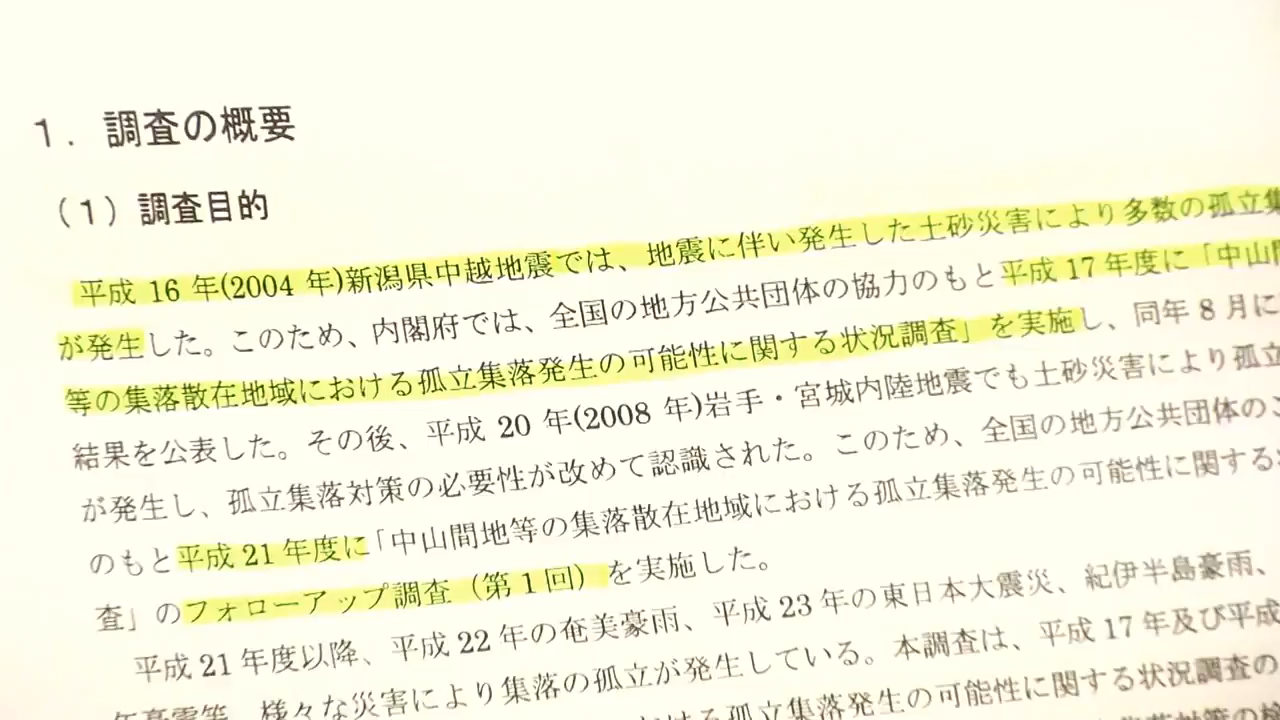 1．調査の概要
（1）調査目的
平成 16 年(2004 年)新潟県中越地震では、地震に伴い発生した土砂災害により多数の孤立集
が発生した。このため、内閣府では、全国の地方公共団体の協力のもと平成 17 年度に「中山間
等の集落散在地域における孤立集落発生の可能性に関する状況調査」を実施し、同年 8 月に
結果を公表した。その後、平成 20 年(2008 年)岩手・宮城内陸地震でも土砂災害により孤立
が発生し、孤立集落対策の必要性が改めて認識された。このため、全国の地方公共団体の
のもと平成 21 年度に「中山間地等の集落散在地域における孤立集落発生の可能性に関する
査」のフォローアップ調査（第 1 回）を実施した。
平成 21 年度以降、平成 22 年の奄美豪雨、平成 23 年の東日本大震災、紀伊半島豪雨、
年豪雪等、様々な災害により集落の孤立が発生している。本調査は、平成 17 年及び平成
ける孤立集落発生の可能性に関する状況調査の